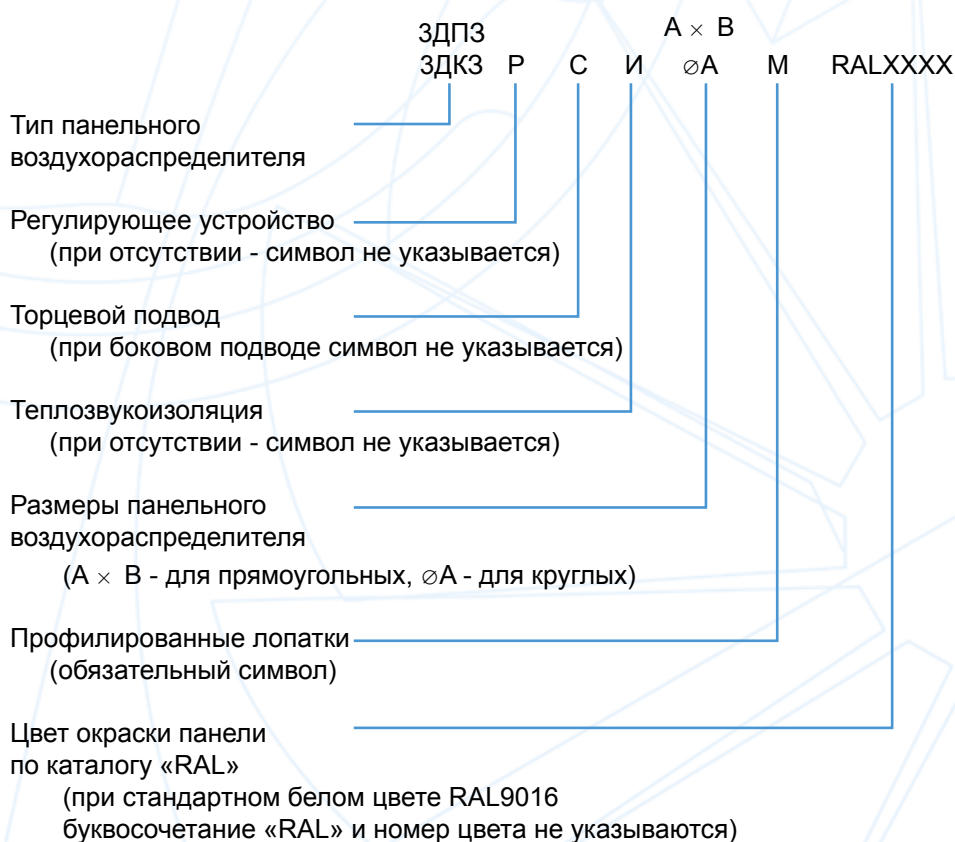 3ДПЗ
А × В
3ДКЗ Р С И ⌀А М RALXXXX
Тип панельного
воздухораспределителя
Регулирующее устройство
(при отсутствии - символ не указывается)
Торцевой подвод
(при боковом подводе символ не указывается)
Теплозвукоизоляция
(при отсутствии - символ не указывается)
Размеры панельного
воздухораспределителя
(А × В - для прямоугольных, ⌀А - для круглых)
Профилированные лопатки
(обязательный символ)
Цвет окраски панели
по каталогу «RAL»
(при стандартном белом цвете RAL9016
буквосочетание «RAL» и номер цвета не указываются)